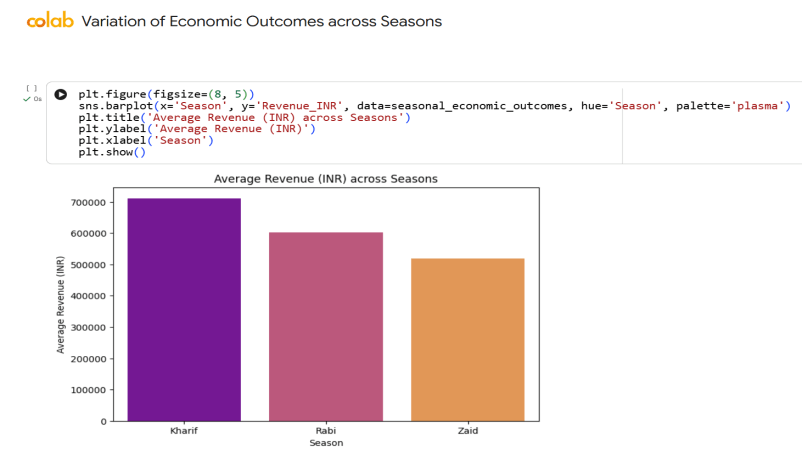 colab Variation of Economic Outcomes across Seasons
[ ]
✓ 0s
plt.figure(figsize=(8, 5))
sns.barplot(x='Season', y='Revenue_INR', data=seasonal_economic_outcomes, hue='Season', palette='plasma')
plt.title('Average Revenue (INR) across Seasons')
plt.ylabel('Average Revenue (INR)')
plt.xlabel('Season')
plt.show()
Average Revenue (INR) across Seasons
Average Revenue (INR)
700000
600000
500000
400000
300000
200000
100000
0
Kharif Rabi Zaid
Season